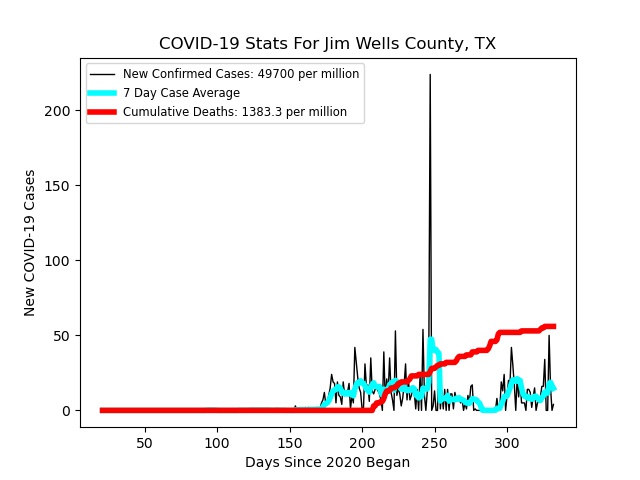 COVID-19 Stats For Jim Wells County, TX
New Confirmed Cases: 49700 per million
7 Day Case Average
Cumulative Deaths: 1383.3 per million
New COVID-19 Cases
200
150
100
50
0
50 100 150 200 250 300
Days Since 2020 Began